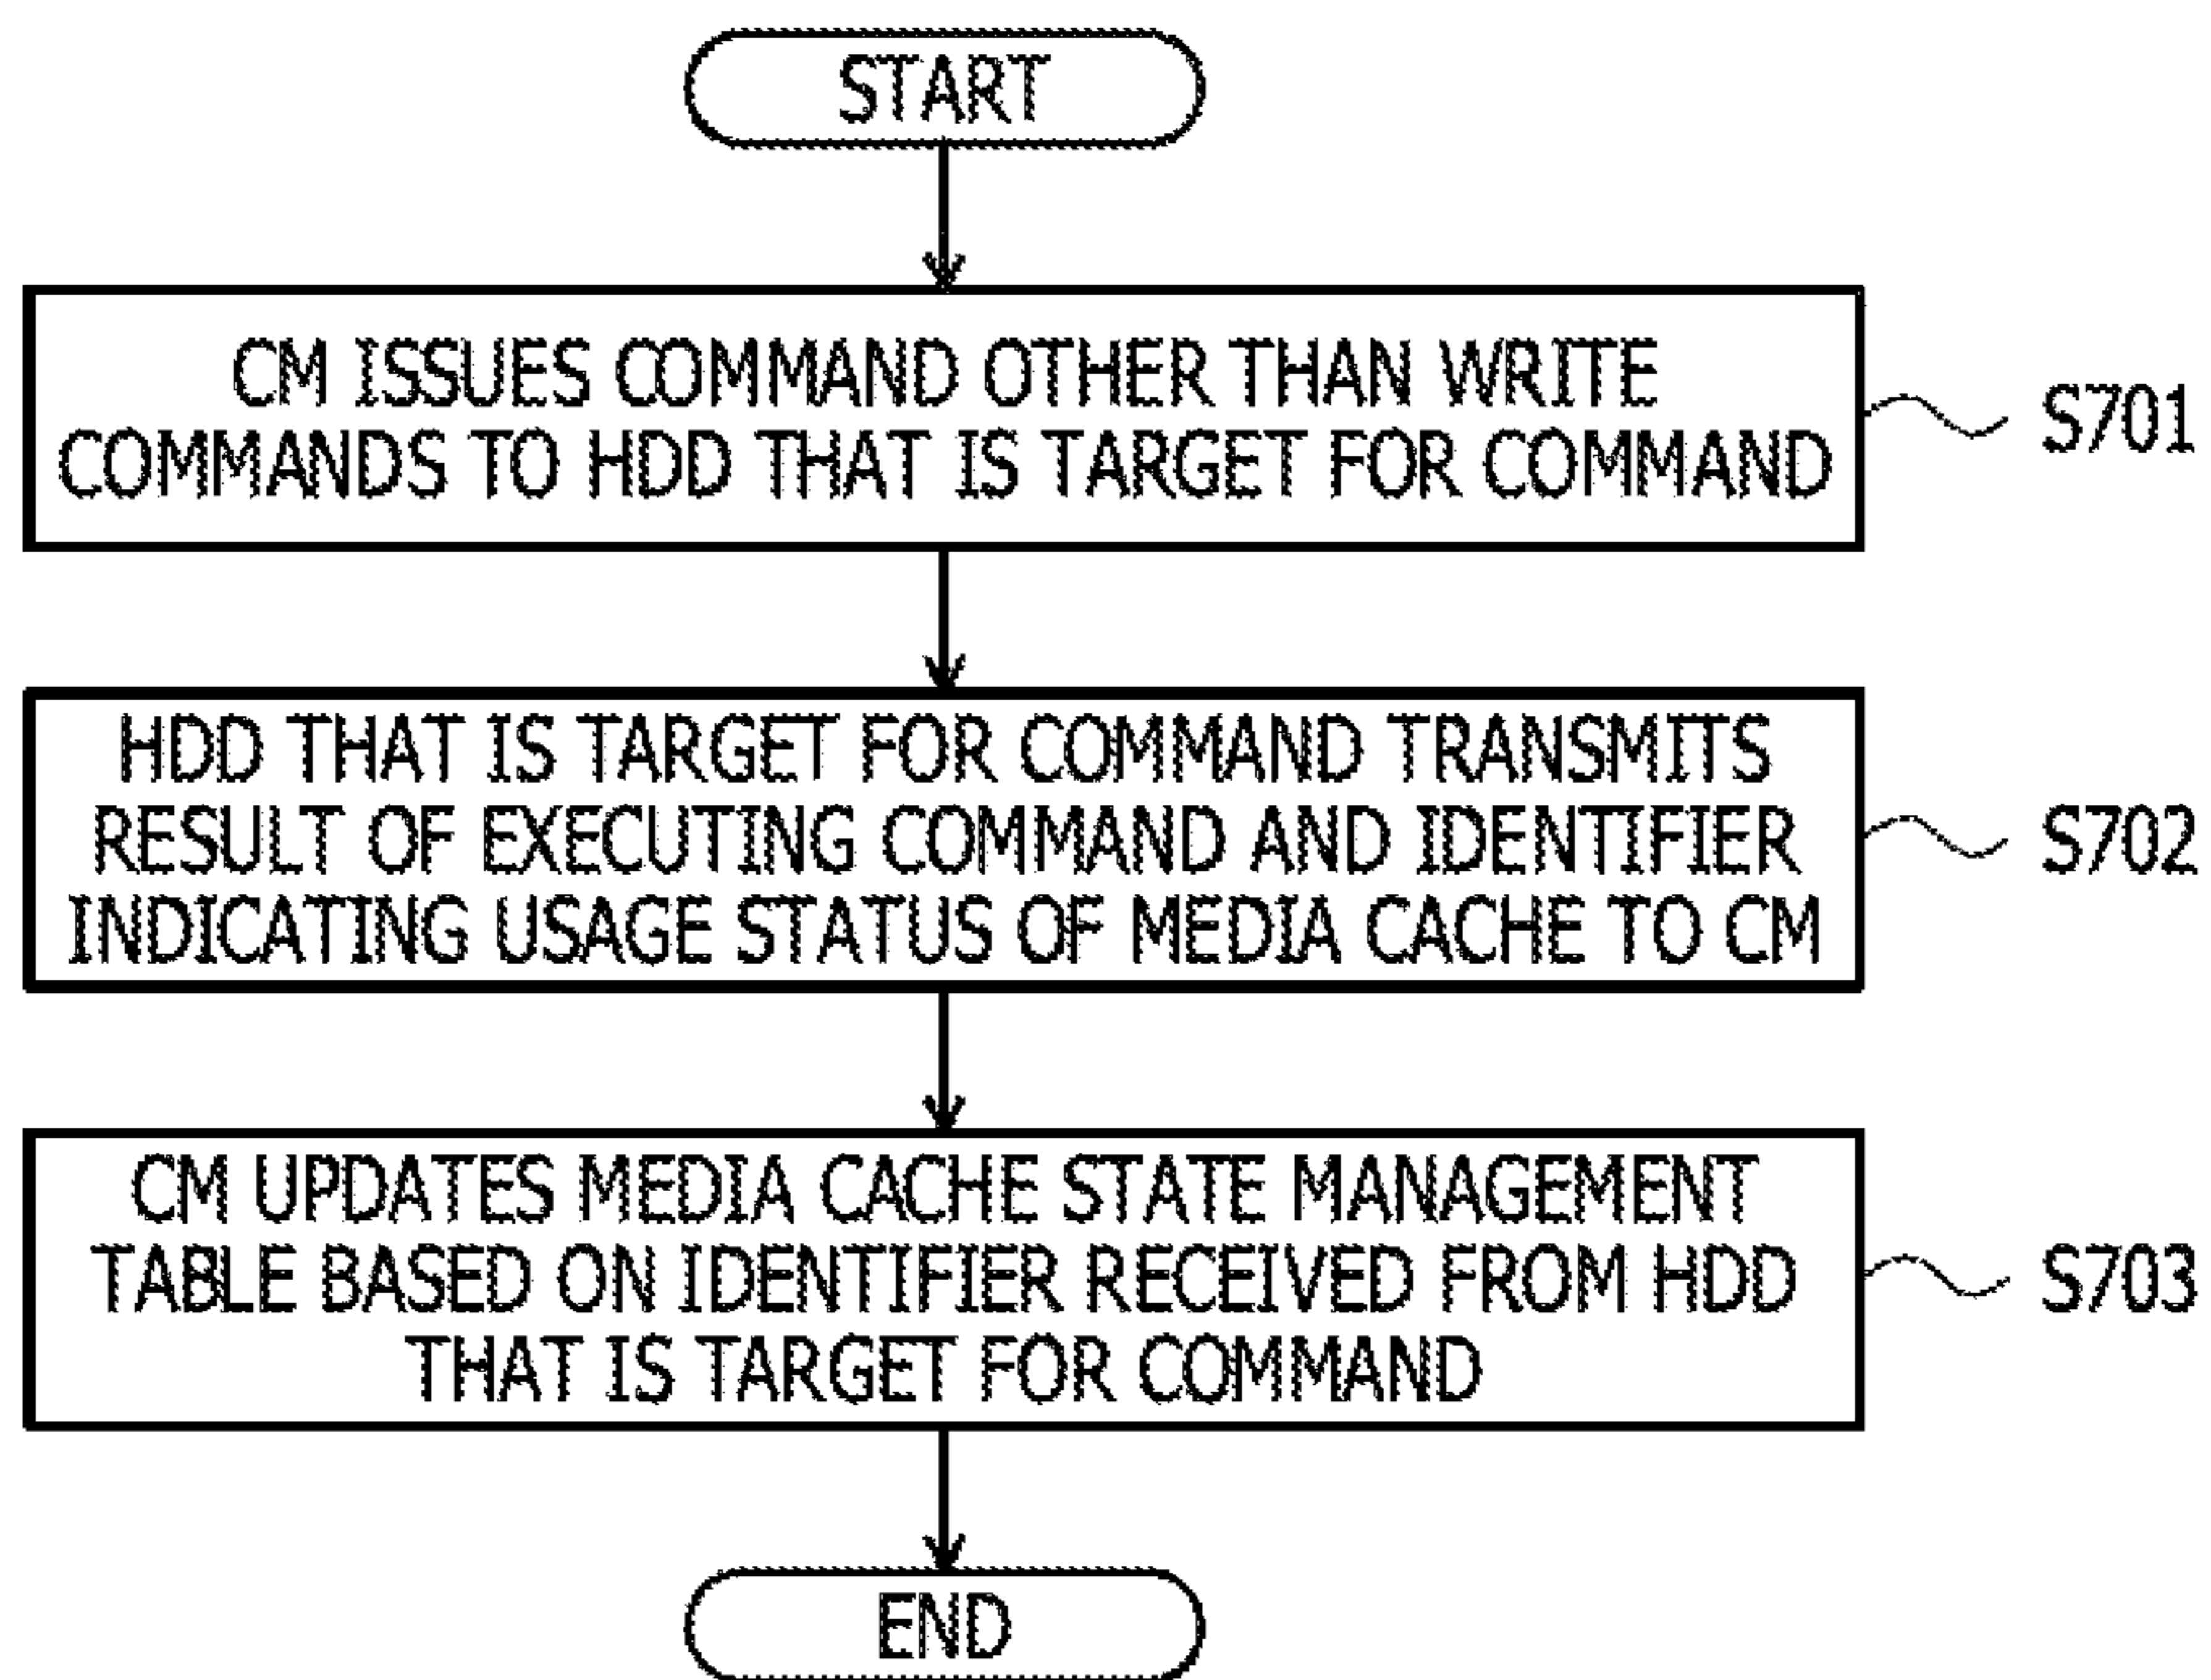 START
CM ISSUES COMMAND OTHER THAN WRITE
COMMANDS TO HDD THAT IS TARGET FOR COMMAND
S701
HDD THAT IS TARGET FOR COMMAND TRANSMITS
RESULT OF EXECUTING COMMAND AND IDENTIFIER
INDICATING USAGE STATUS OF MEDIA CACHE TO CM
S702
CM UPDATES MEDIA CACHE STATE MANAGEMENT
TABLE BASED ON IDENTIFIER RECEIVED FROM HDD
THAT IS TARGET FOR COMMAND
S703
END